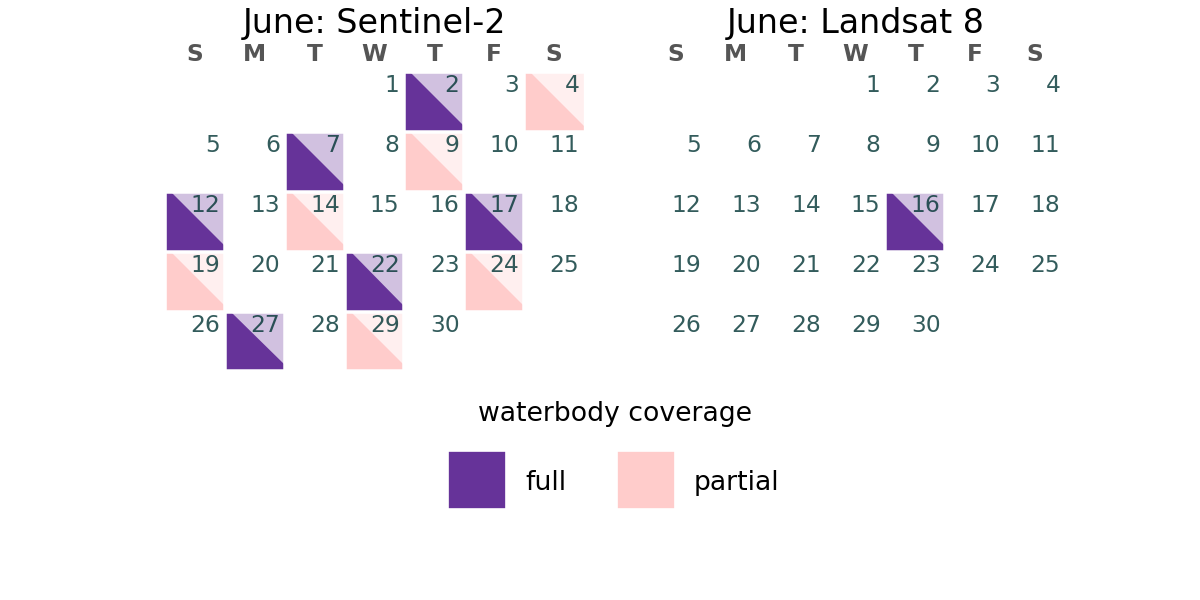 June: Sentinel-2
S M T W T F S
1 2 3 4
5 6 7 8 9 10 11
12 13 14 15 16 17 18
19 20 21 22 23 24 25
26 27 28 29 30
June: Landsat 8
S M T W T F S
1 2 3 4
5 6 7 8 9 10 11
12 13 14 15 16 17 18
19 20 21 22 23 24 25
26 27 28 29 30
waterbody coverage
full
partial